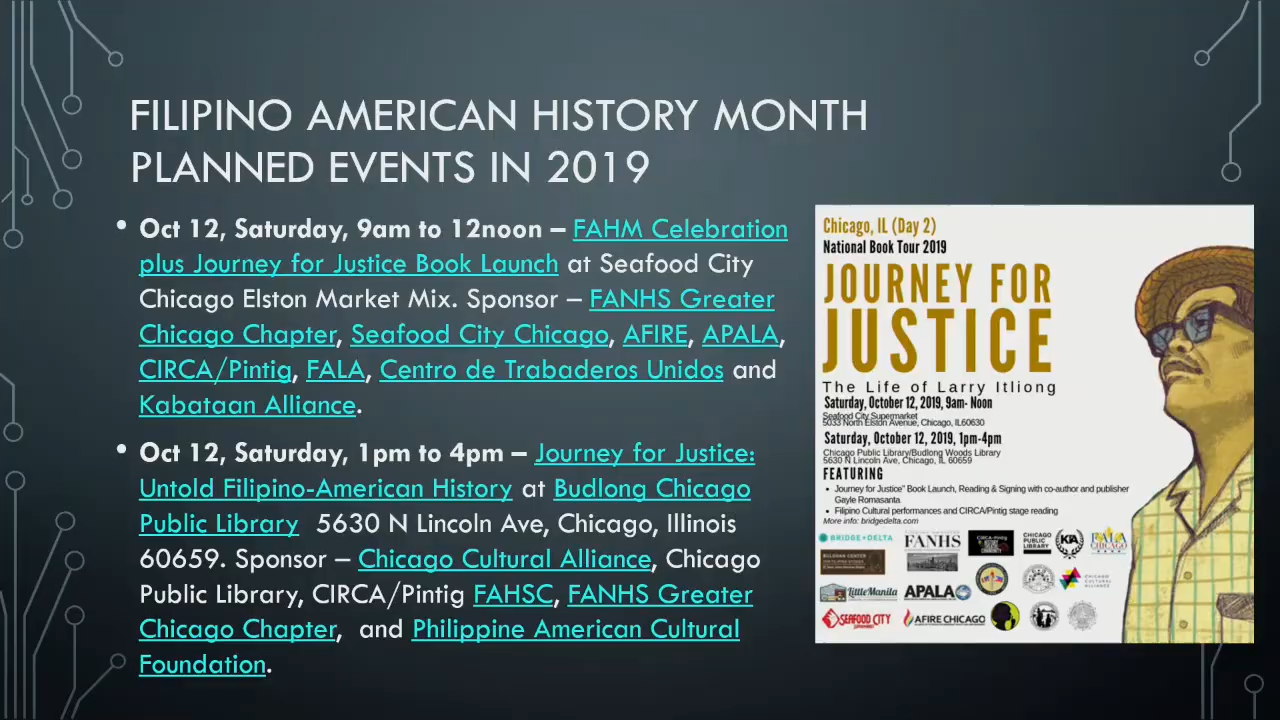 FILIPINO AMERICAN HISTORY MONTH
PLANNED EVENTS IN 2019
• Oct 12, Saturday, 9am to 12noon – FAHM Celebration
plus Journey for Justice Book Launch at Seafood City
Chicago Elston Market Mix. Sponsor – FANHS Greater
Chicago Chapter, Seafood City Chicago, AFIRE, APALA,
CIRCA/Pintig, FALA, Centro de Trabaderos Unidos and
Kabataan Alliance.
• Oct 12, Saturday, 1pm to 4pm – Journey for Justice:
Untold Filipino-American History at Budlong Chicago
Public Library 5630 N Lincoln Ave, Chicago, Illinois
60659. Sponsor – Chicago Cultural Alliance, Chicago
Public Library, CIRCA/Pintig FAHSC, FANHS Greater
Chicago Chapter, and Philippine American Cultural
Foundation.
Chicago, IL (Day 2)
National Book Tour 2019
JOURNEY FOR
JUSTICE
The Life of Larry Itliong
Saturday, October 12, 2019, 9am- Noon
Seafood City Supermarket
5033 North Elston Avenue, Chicago, IL60630
Saturday, October 12, 2019, 1pm-4pm
Chicago Public Library/Budlong Woods Library
5630 N Lincoln Ave, Chicago, IL 60659
FEATURING
• Journey for Justice" Book Launch, Reading & Signing with co-author and publisher
Gayle Romasanta
• Filipino Cultural performances and CIRCA/Pintig stage reading
More info: bridgedelta.com
BRIDGE+DELTA
FANHS
CHICAGO
PUBLIC
LIBRARY
KA
CHICAGO
BULOSAN CENTER
CHICAGO
CULTURAL
ALLIANCE
LittleManila
APALA
SEAFOOD CITY
AFIRE CHICAGO